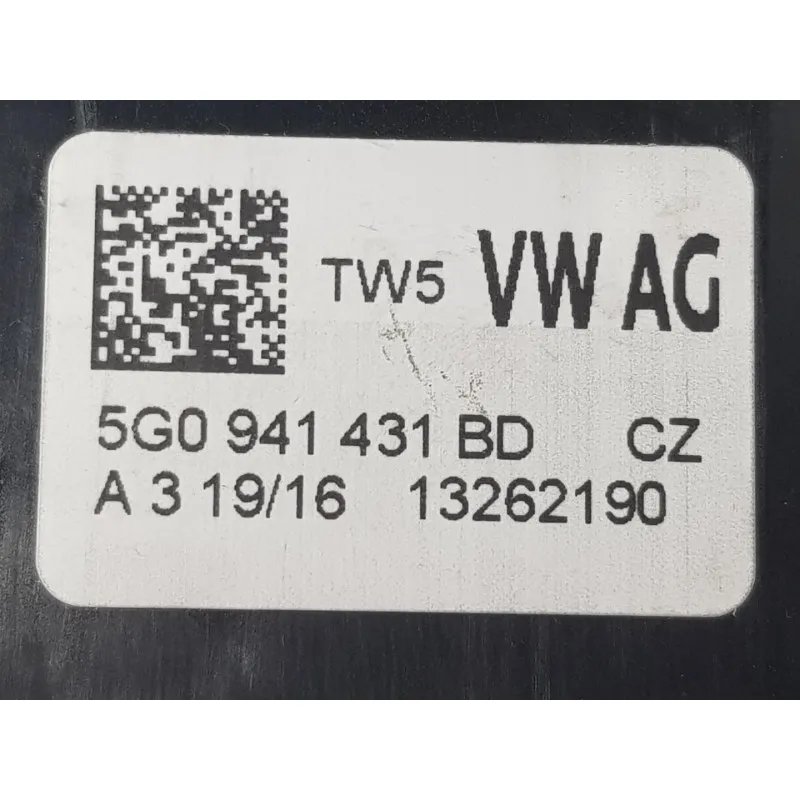 TW5 VW AG
5G0 941 431 BD CZ
A 3 19/16 13262190